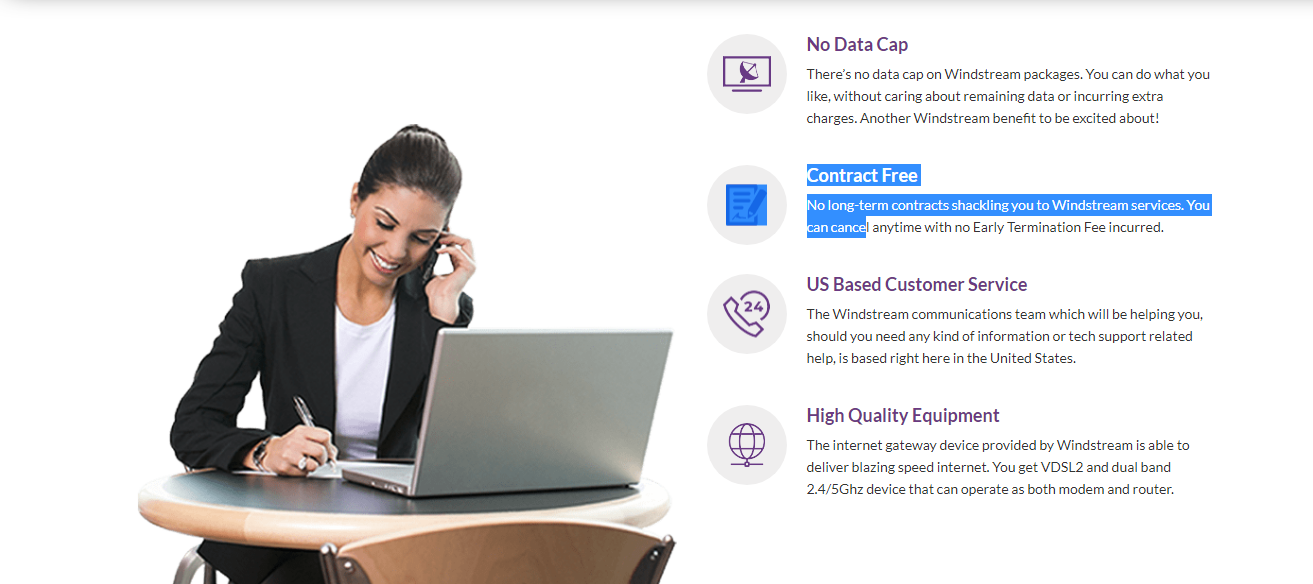 No Data Cap
There's no data cap on Windstream packages. You can do what you
like, without caring about remaining data or incurring extra
charges. Another Windstream benefit to be excited about!
Contract Free
No long-term contracts shackling you to Windstream services. You
can cancel anytime with no Early Termination Fee incurred.
24
US Based Customer Service
The Windstream communications team which will be helping you,
should you need any kind of information or tech support related
help, is based right here in the United States.
High Quality Equipment
The internet gateway device provided by Windstream is able to
deliver blazing speed internet. You get VDSL2 and dual band
2.4/5Ghz device that can operate as both modem and router.